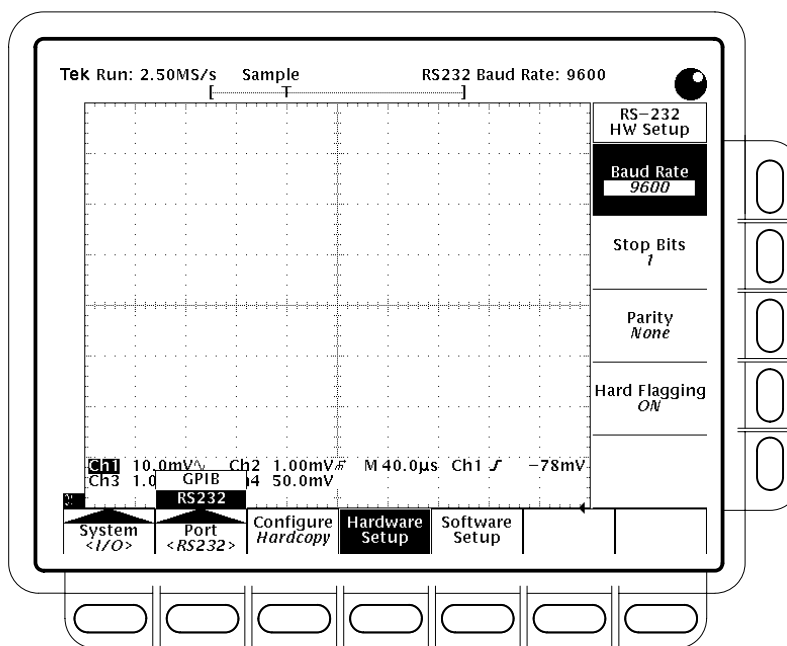 Tek Run: 2.50MS/s Sample RS232 Baud Rate: 9600
[ T ]
RS-232
HW Setup
Baud Rate
9600
Stop Bits
1
Parity
None
Hard Flagging
ON
Ch1 10.0mV Ch2 1.00mV M 40.0µs Ch1 -78mV
Ch3 1.0 4 50.0mV
GPIB
RS232
System
<I/O>
Port
<RS232>
Configure
Hardcopy
Hardware
Setup
Software
Setup